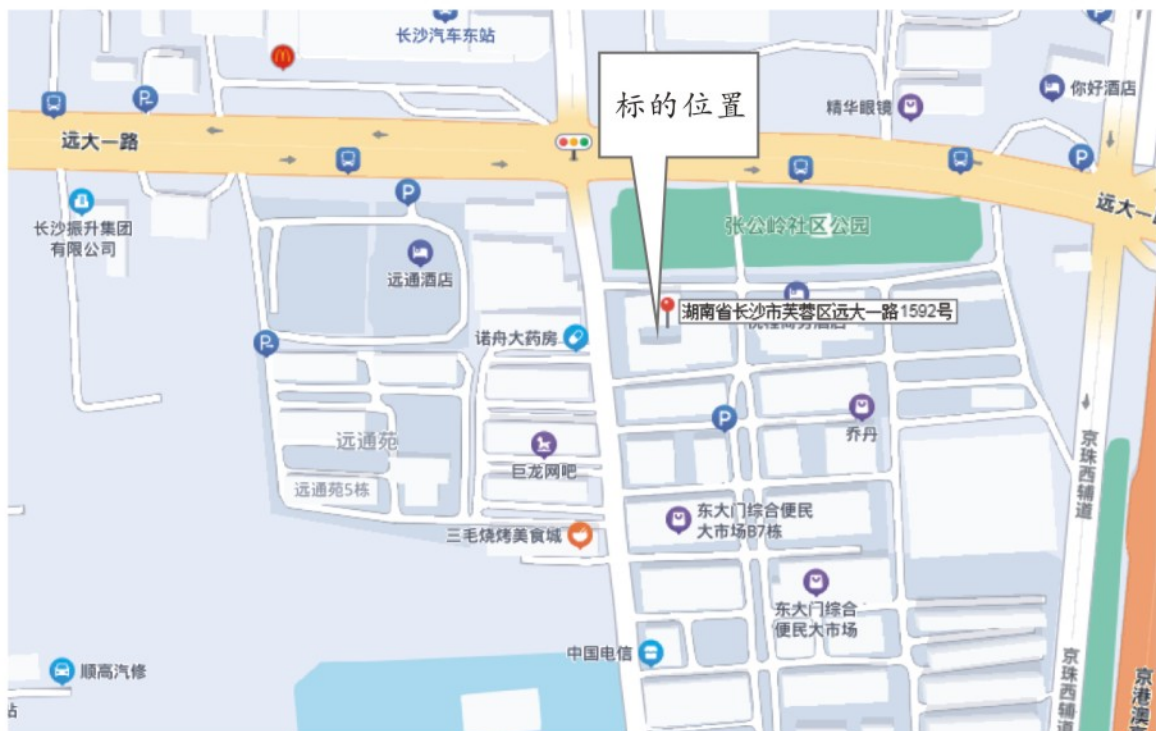 长沙汽车东站
标的位置
你好酒店
精华眼镜
远大一路
远大一
长沙振升集团
有限公司
张公岭社区公园
远通酒店
湖南省长沙市芙蓉区远大一路1592号
诺舟大药房
乔丹
远通苑
京珠西辅道
巨龙网吧
远通苑5栋
东大门综合便民
大市场B7栋
三毛烧烤美食城
东大门综合
便民大市场
中国电信
顺高汽修
京珠西辅道
京港澳
站